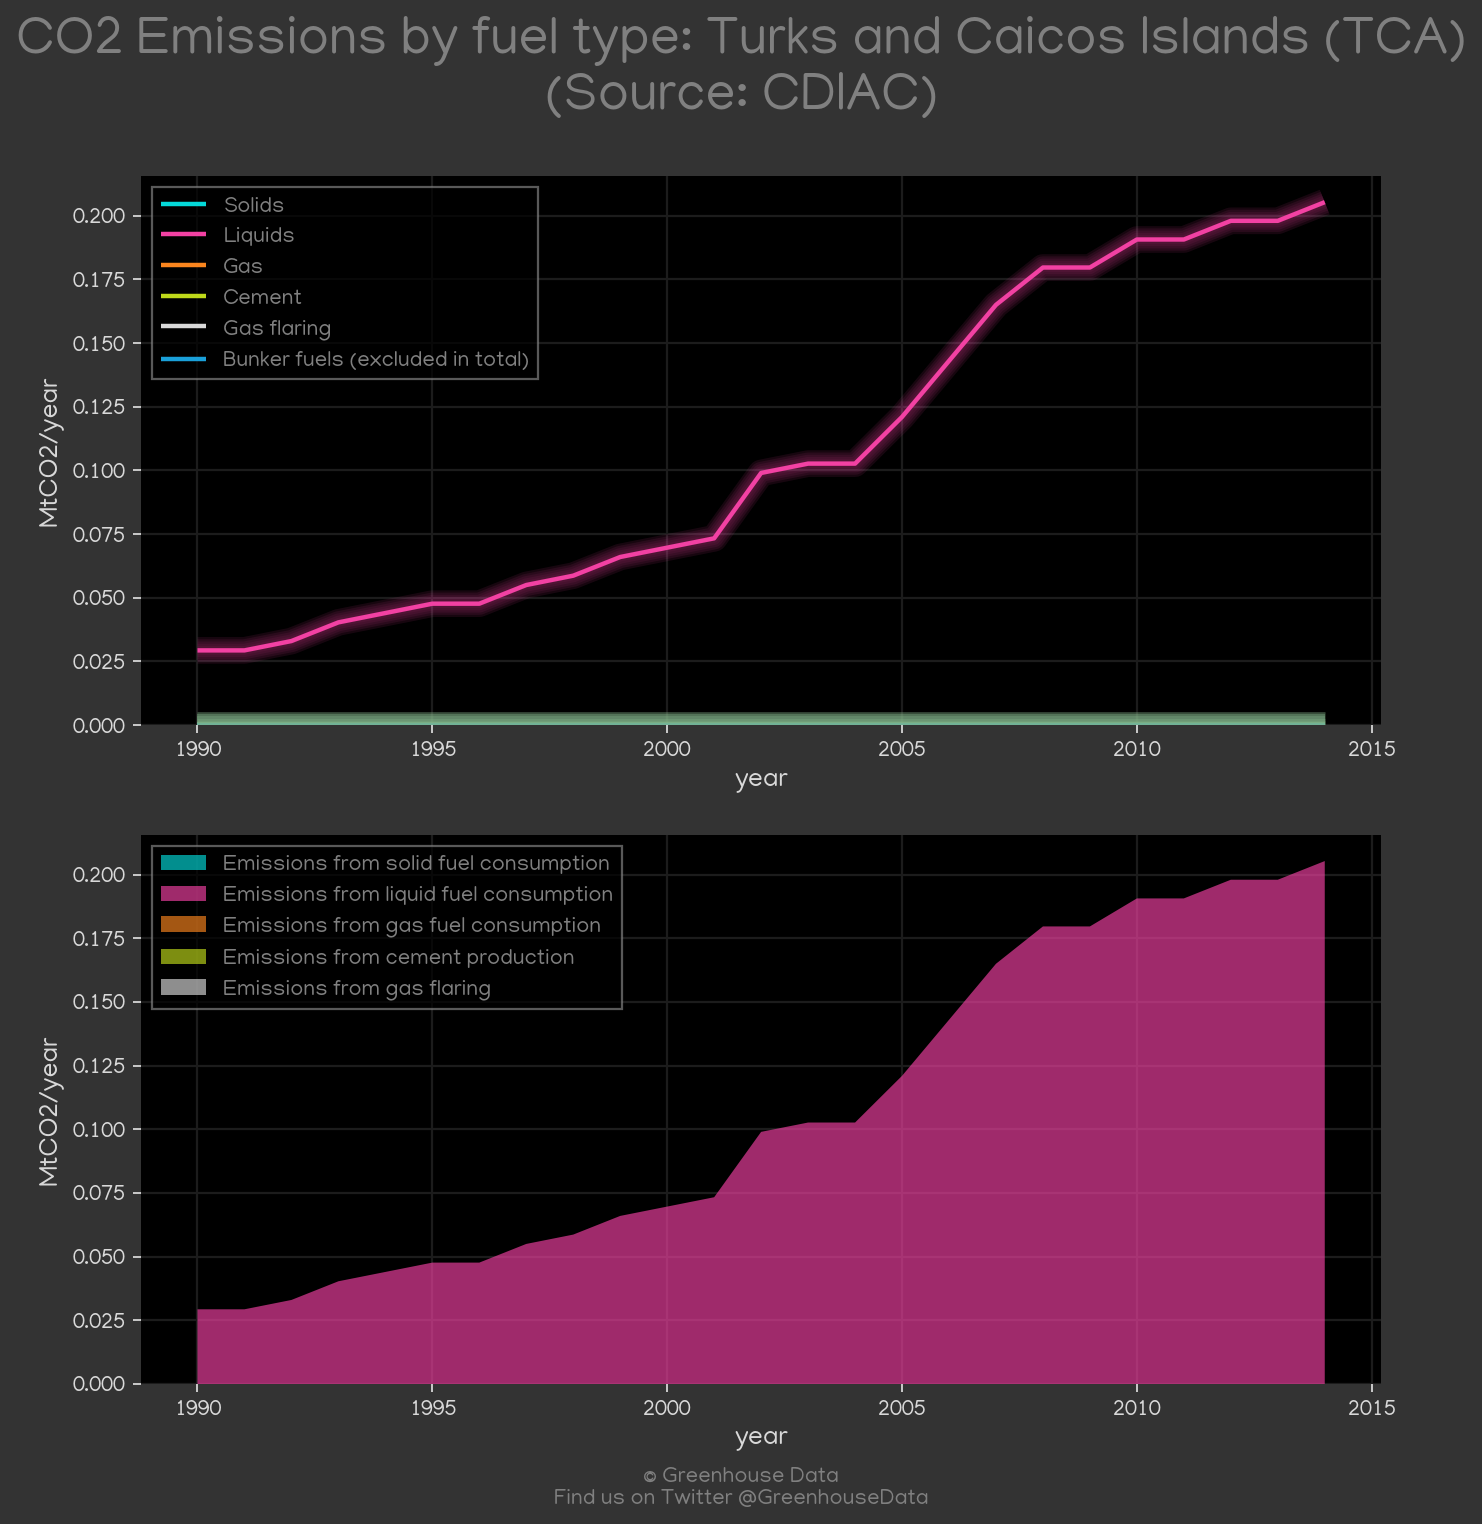 CO2 Emissions by fuel type: Turks and Caicos Islands (TCA)
(Source: CDIAC)
Solids
Liquids
Gas
Cement
Gas flaring
Bunker fuels (excluded in total)
0.200
0.175
0.150
0.125
0.100
0.075
0.050
0.025
0.000
MtCO2/year
1990 1995 2000 2005 2010 2015
year
Emissions from solid fuel consumption
Emissions from liquid fuel consumption
Emissions from gas fuel consumption
Emissions from cement production
Emissions from gas flaring
0.200
0.175
0.150
0.125
0.100
0.075
0.050
0.025
0.000
MtCO2/year
1990 1995 2000 2005 2010 2015
year
© Greenhouse Data
Find us on Twitter @GreenhouseData